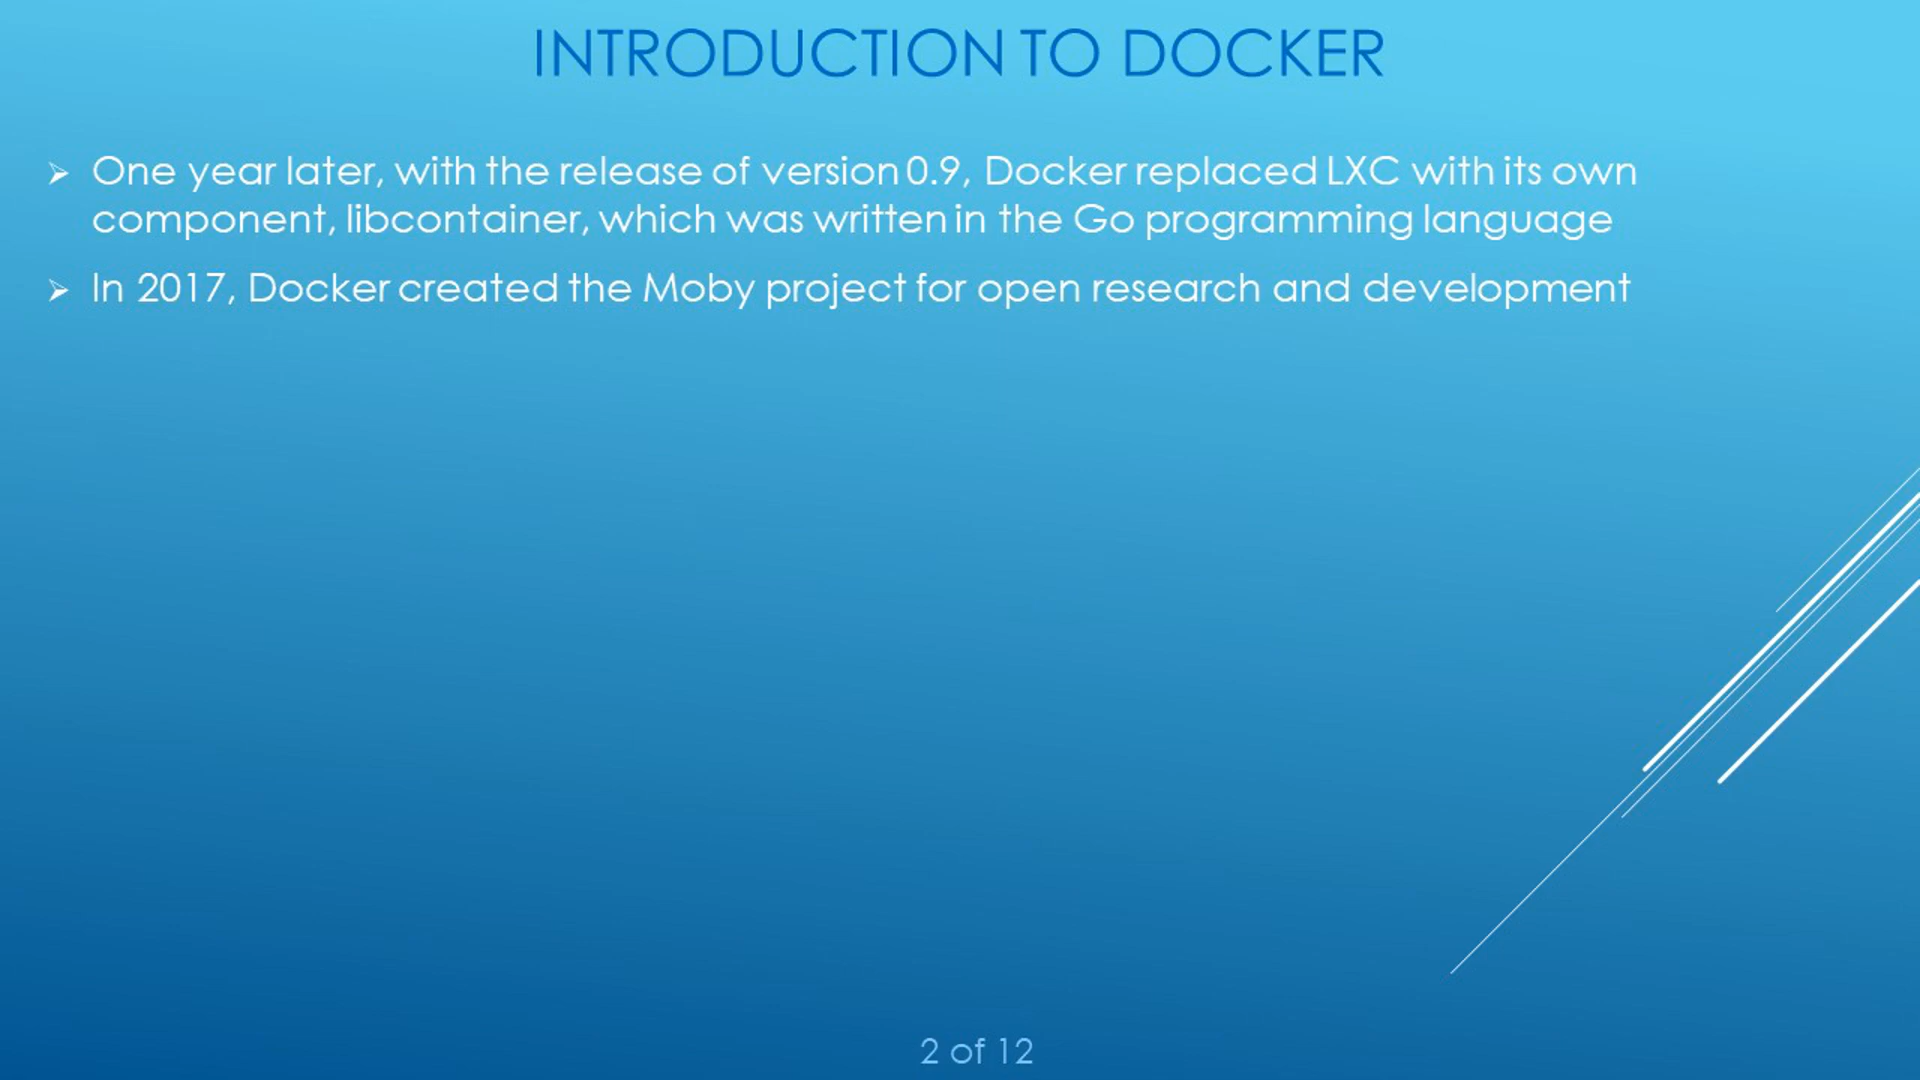 INTRODUCTION TO DOCKER
One year later, with the release of version 0.9, Docker replaced LXC with its own
component, libcontainer, which was written in the Go programming language
In 2017, Docker created the Moby project for open research and development
2 of 12